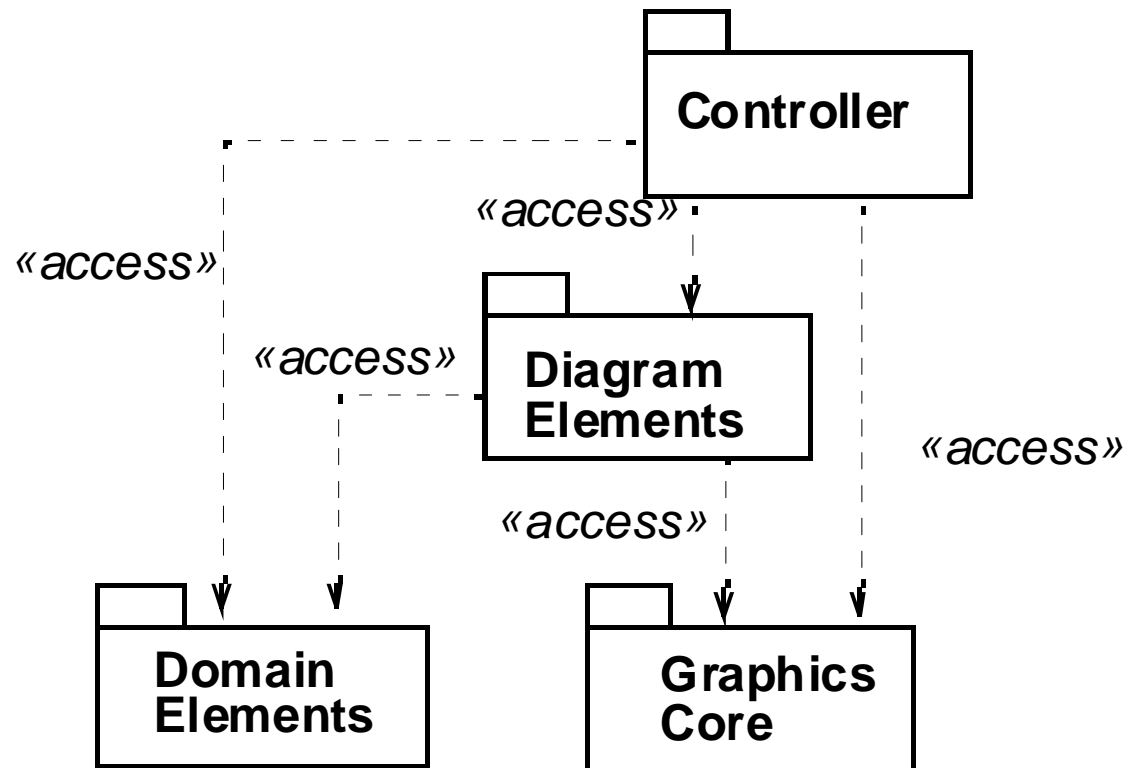 Controller
«access»
«access»
«access»
Diagram
Elements
«access»
«access»
Domain
Elements
Graphics
Core